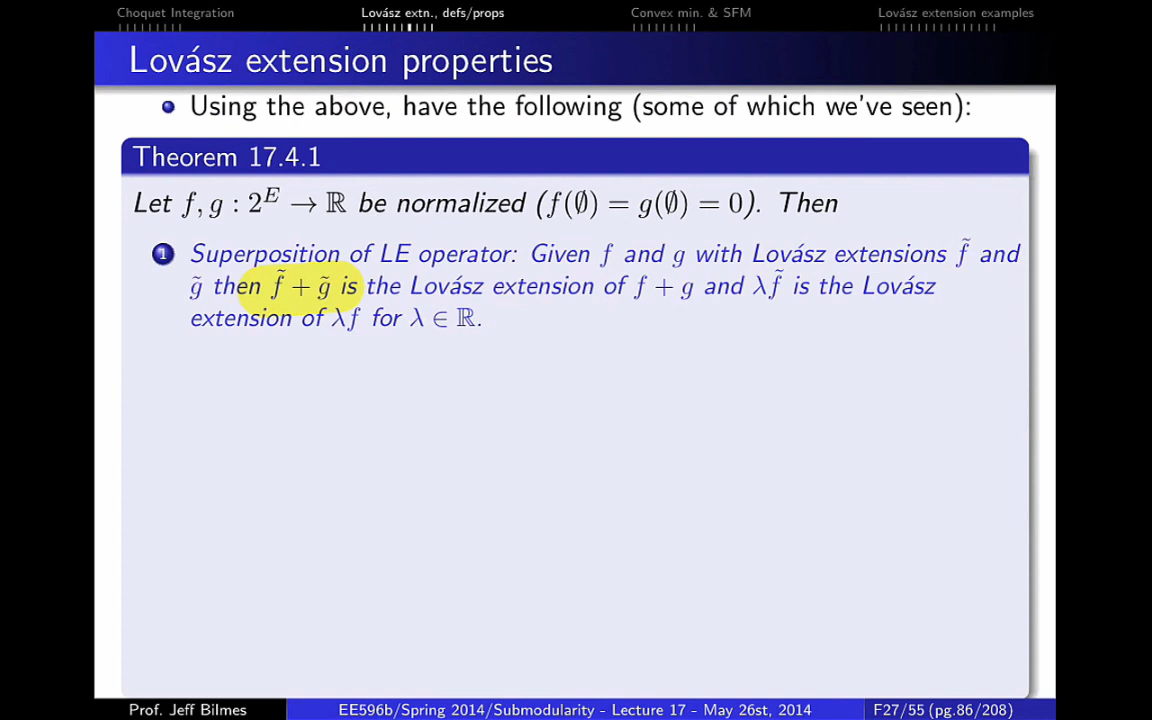 Choquet Integration Lovász extn., defs/props Convex min. & SFM Lovász extension examples
Lovász extension properties
Using the above, have the following (some of which we've seen):
Theorem 17.4.1
Let f, g : 2^E → ℝ be normalized (f(∅) = g(∅) = 0). Then
1 Superposition of LE operator: Given f and g with Lovász extensions f̃ and
g̃ then f̃ + g̃ is the Lovász extension of f + g and λf̃ is the Lovász
extension of λf for λ ∈ ℝ.
Prof. Jeff Bilmes EE596b/Spring 2014/Submodularity - Lecture 17 - May 26st, 2014 F27/55 (pg.86/208)